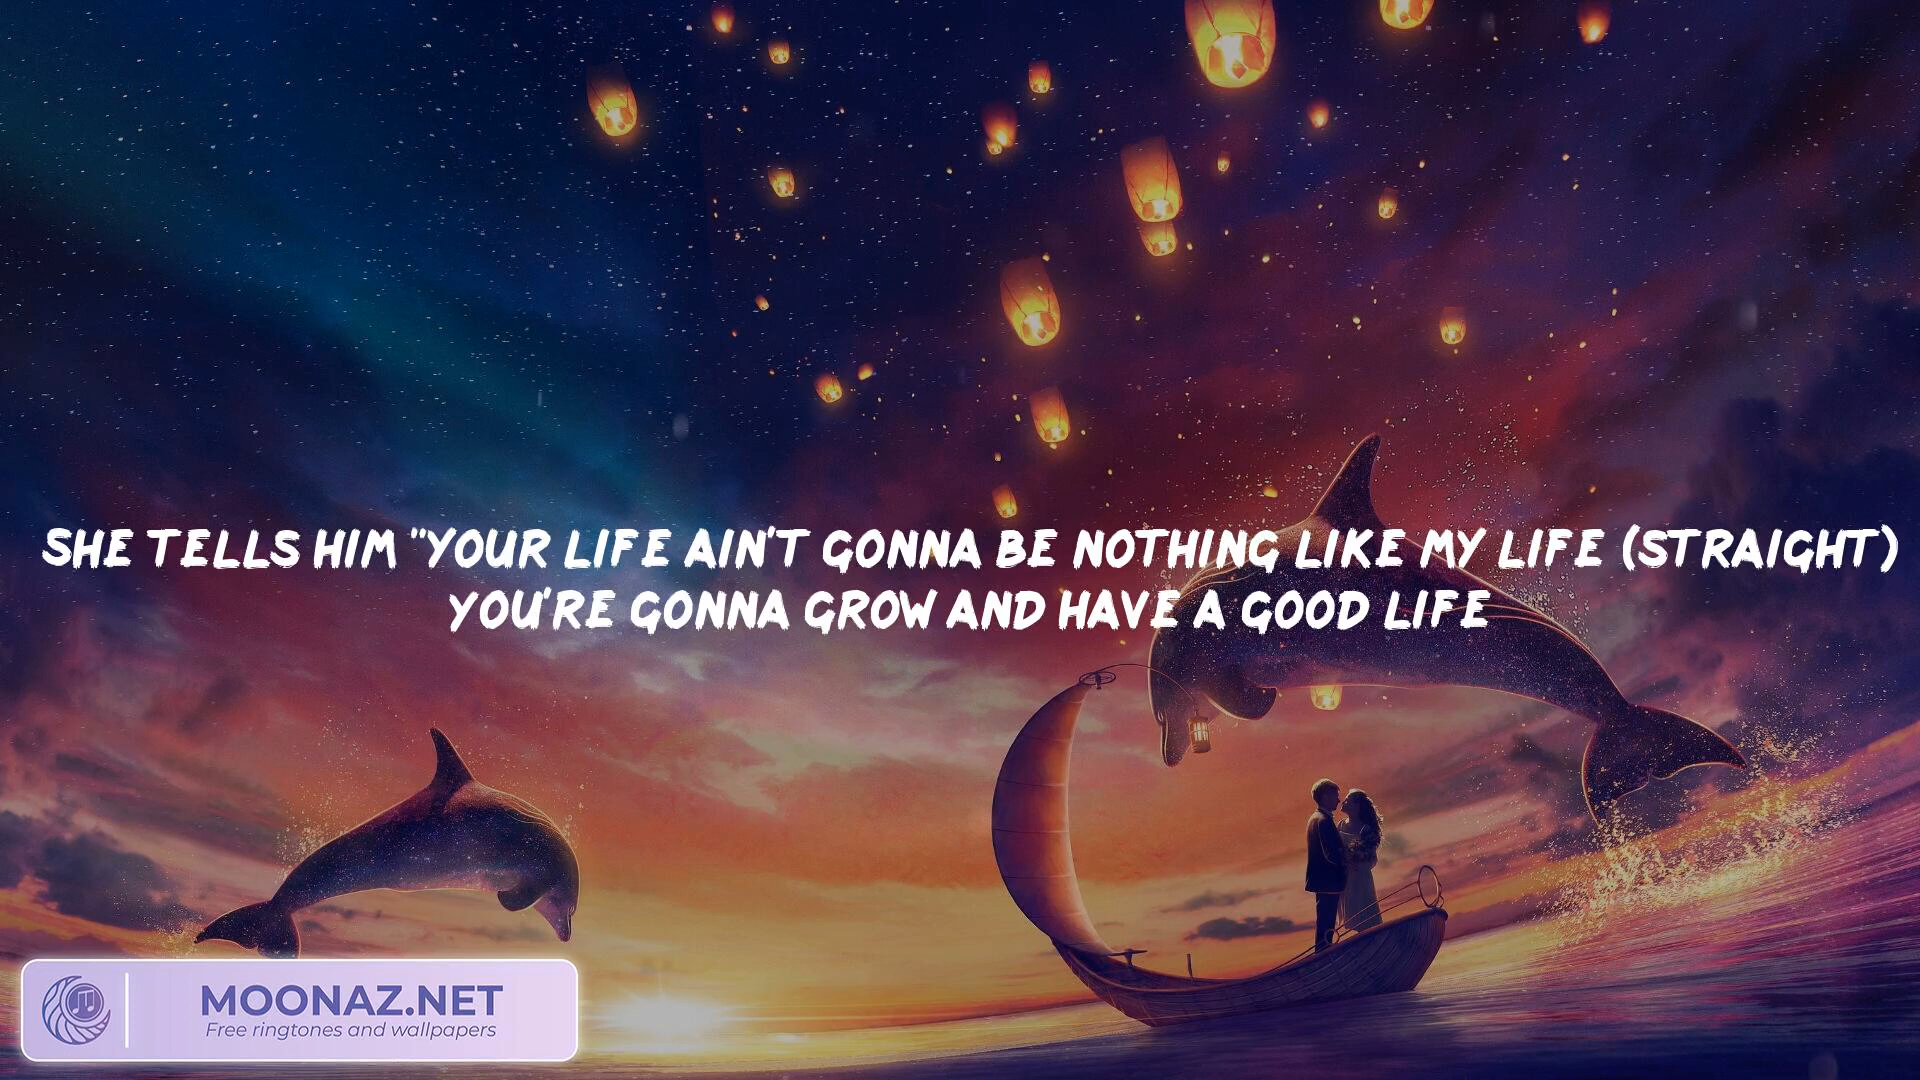 SHE TELLS HIM "YOUR LIFE AIN'T GONNA BE NOTHING LIKE MY LIFE (STRAIGHT)
YOU'RE GONNA GROW AND HAVE A GOOD LIFE
MOONAZ.NET
Free ringtones and wallpapers